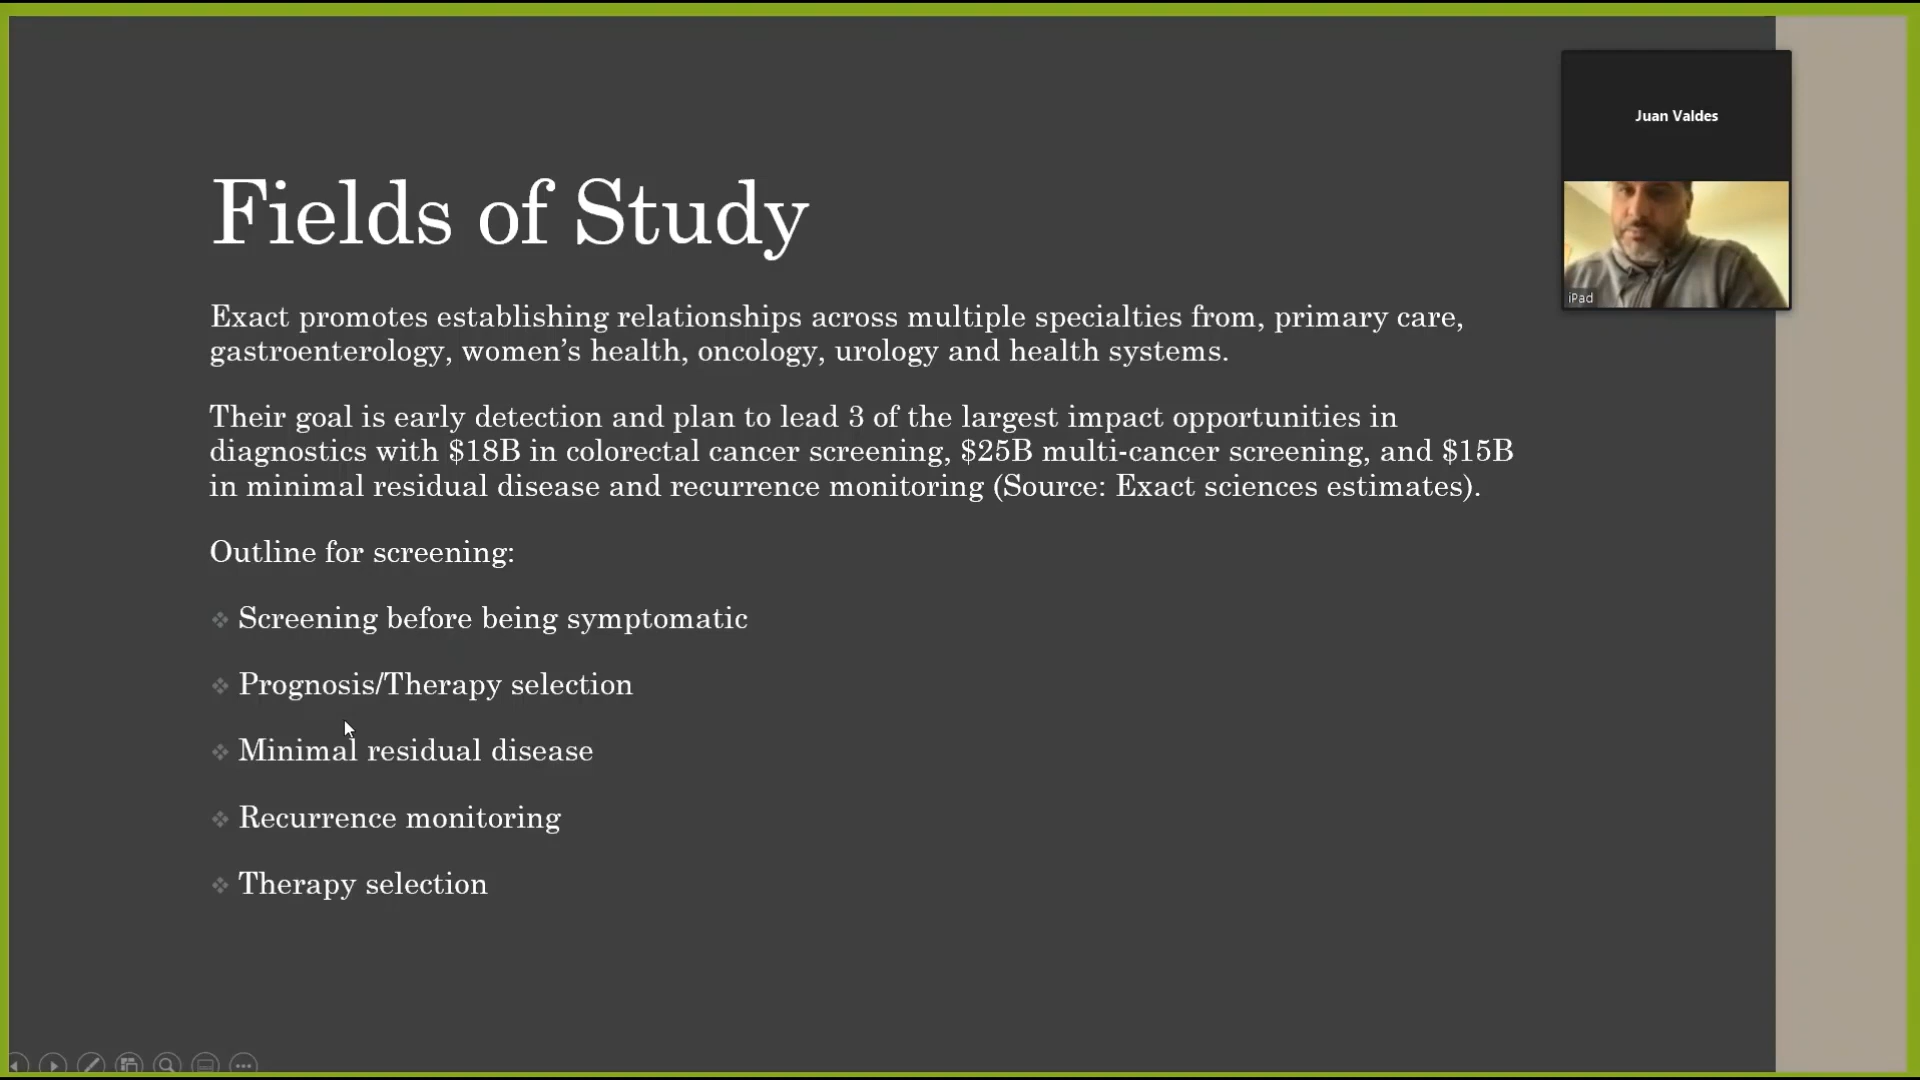 Fields of Study
Exact promotes establishing relationships across multiple specialties from, primary care,
gastroenterology, women’s health, oncology, urology and health systems.
Their goal is early detection and plan to lead 3 of the largest impact opportunities in
diagnostics with $18B in colorectal cancer screening, $25B multi-cancer screening, and $15B
in minimal residual disease and recurrence monitoring (Source: Exact sciences estimates).
Outline for screening:
Screening before being symptomatic
Prognosis/Therapy selection
Minimal residual disease
Recurrence monitoring
Therapy selection
Juan Valdes
iPad